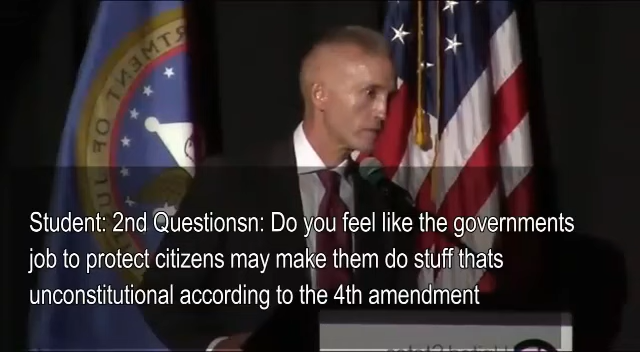 Student: 2nd Questionsn: Do you feel like the governments
job to protect citizens may make them do stuff thats
unconstitutional according to the 4th amendment